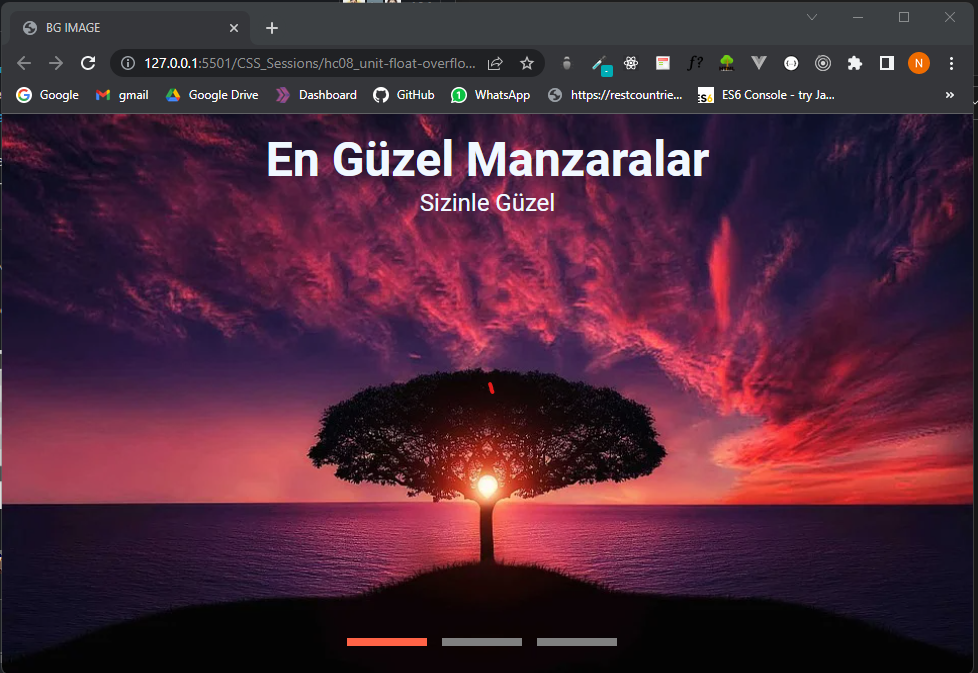 BG IMAGE
127.0.0.1:5501/CSS_Sessions/hc08_unit-float-overflo...
f?
N
Google
gmail
Google Drive
Dashboard
GitHub
1
WhatsApp
https://restcountrie...
ES6 Console - try Ja...
En Güzel Manzaralar
Sizinle Güzel